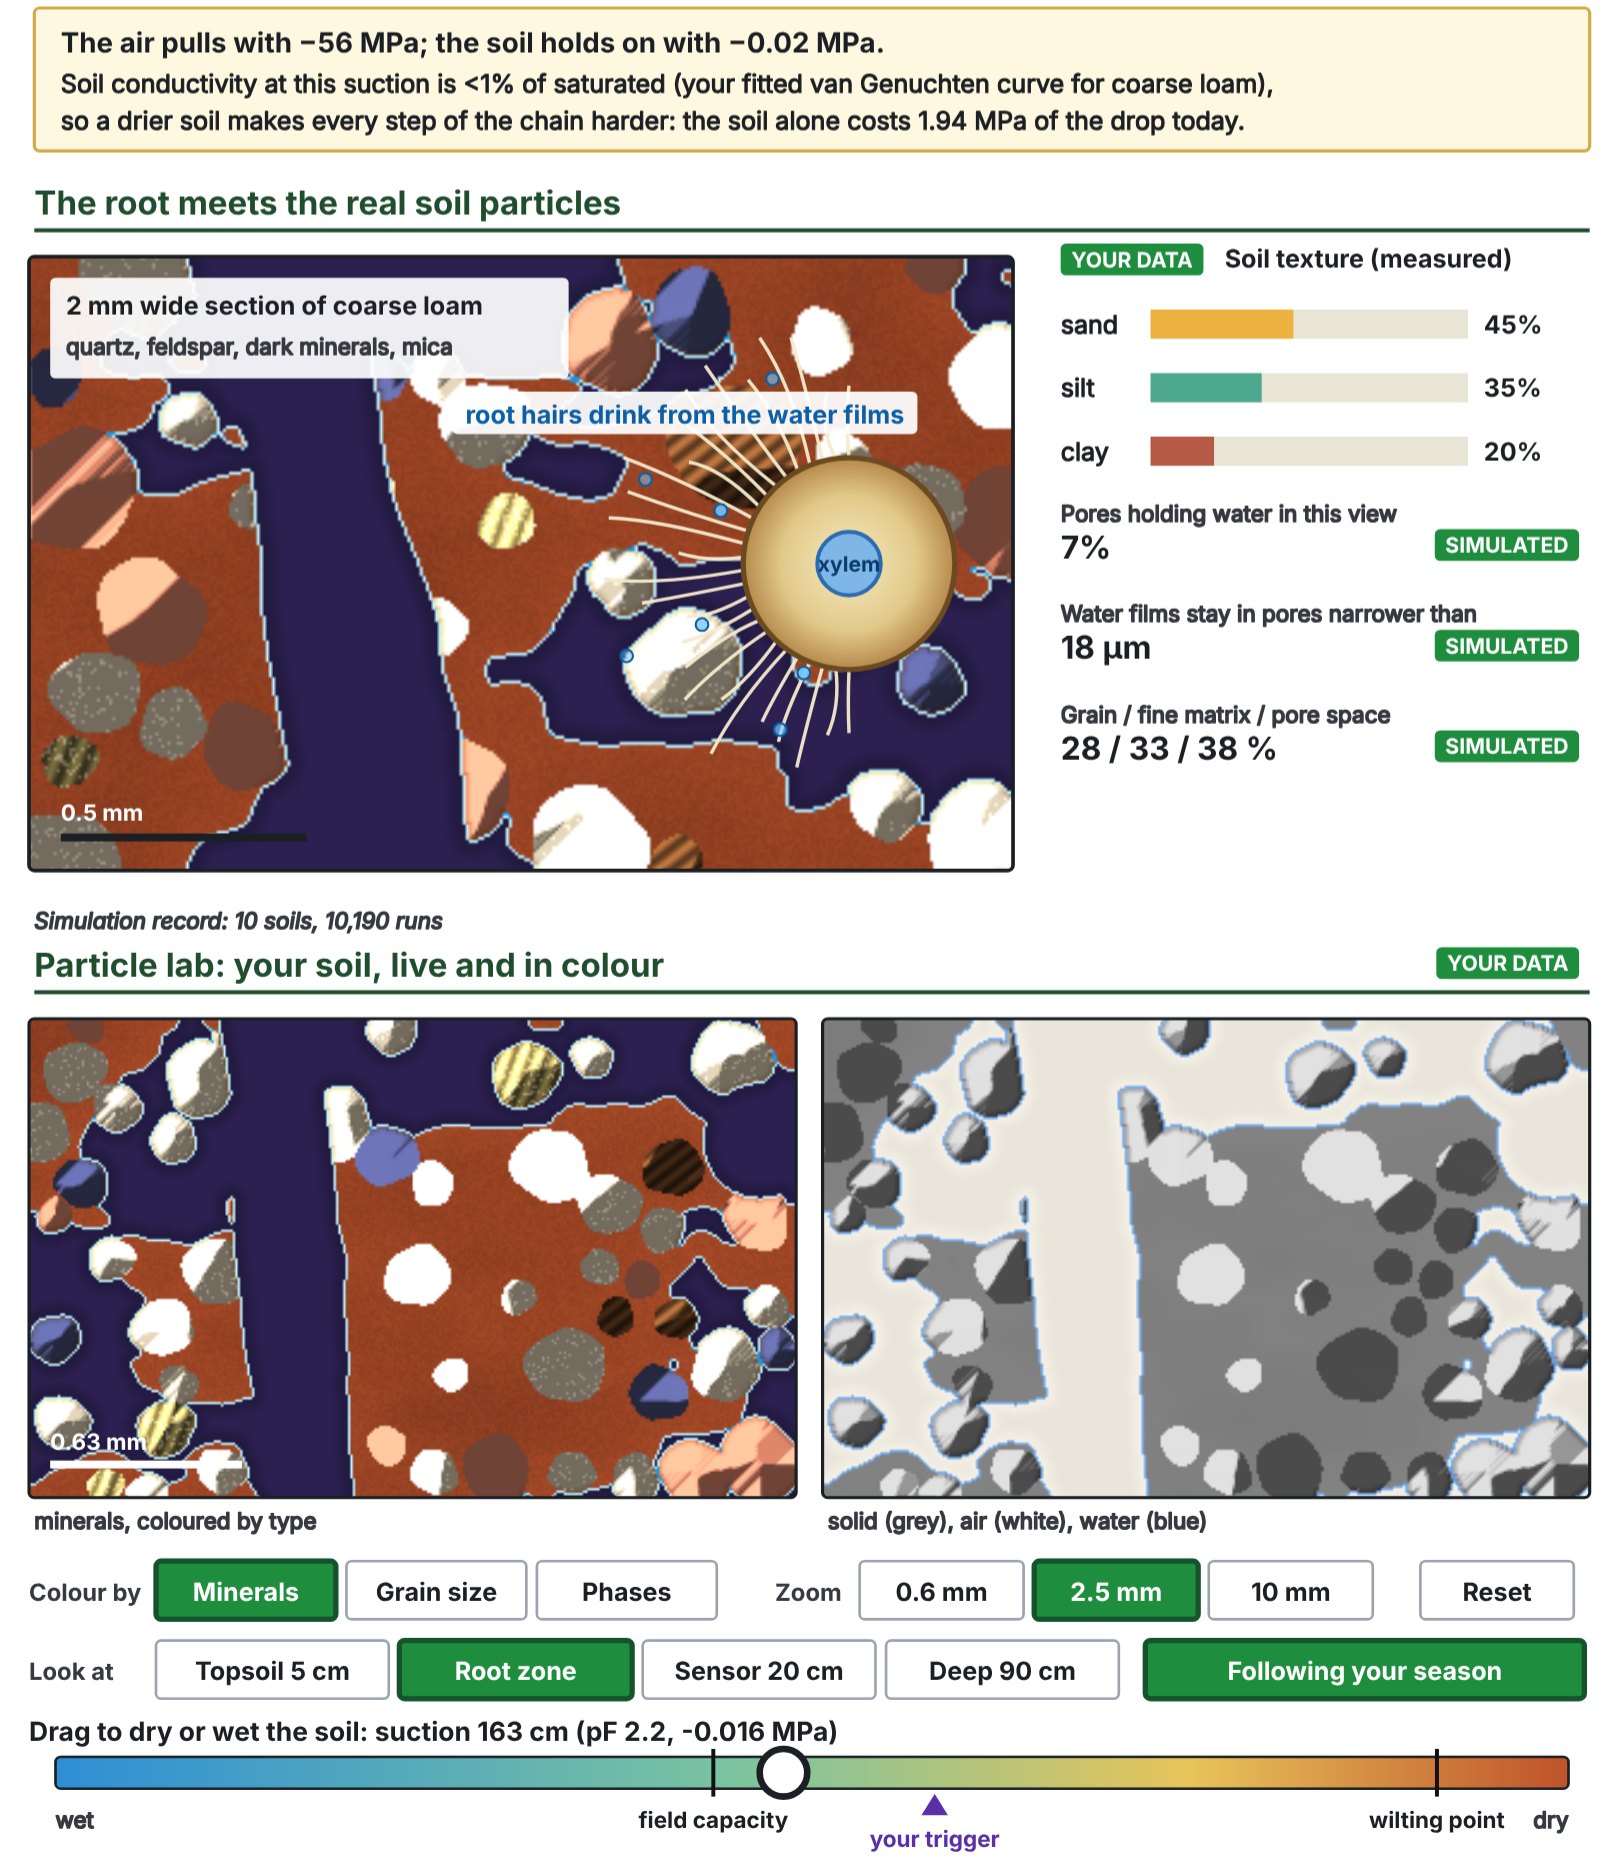 The air pulls with −56 MPa; the soil holds on with −0.02 MPa.
Soil conductivity at this suction is <1% of saturated (your fitted van Genuchten curve for coarse loam),
so a drier soil makes every step of the chain harder: the soil alone costs 1.94 MPa of the drop today.
The root meets the real soil particles
2 mm wide section of coarse loam
quartz, feldspar, dark minerals, mica
root hairs drink from the water films
xylem
0.5 mm
YOUR DATA Soil texture (measured)
sand 45%
silt 35%
clay 20%
Pores holding water in this view
7% SIMULATED
Water films stay in pores narrower than
18 µm SIMULATED
Grain / fine matrix / pore space
28 / 33 / 38 % SIMULATED
Simulation record: 10 soils, 10,190 runs
Particle lab: your soil, live and in colour YOUR DATA
0.63 mm
minerals, coloured by type
solid (grey), air (white), water (blue)
Colour by Minerals Grain size Phases Zoom 0.6 mm 2.5 mm 10 mm Reset
Look at Topsoil 5 cm Root zone Sensor 20 cm Deep 90 cm Following your season
Drag to dry or wet the soil: suction 163 cm (pF 2.2, -0.016 MPa)
wet field capacity wilting point dry
your trigger